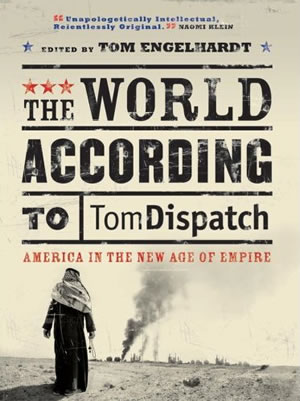 “Unapologetically Intellectual,
Relentlessly Original.” NAOMI KLEIN
EDITED BY TOM ENGELHARDT
THE WORLD
ACCORDING
TO TomDispatch
AMERICA IN THE NEW AGE OF EMPIRE